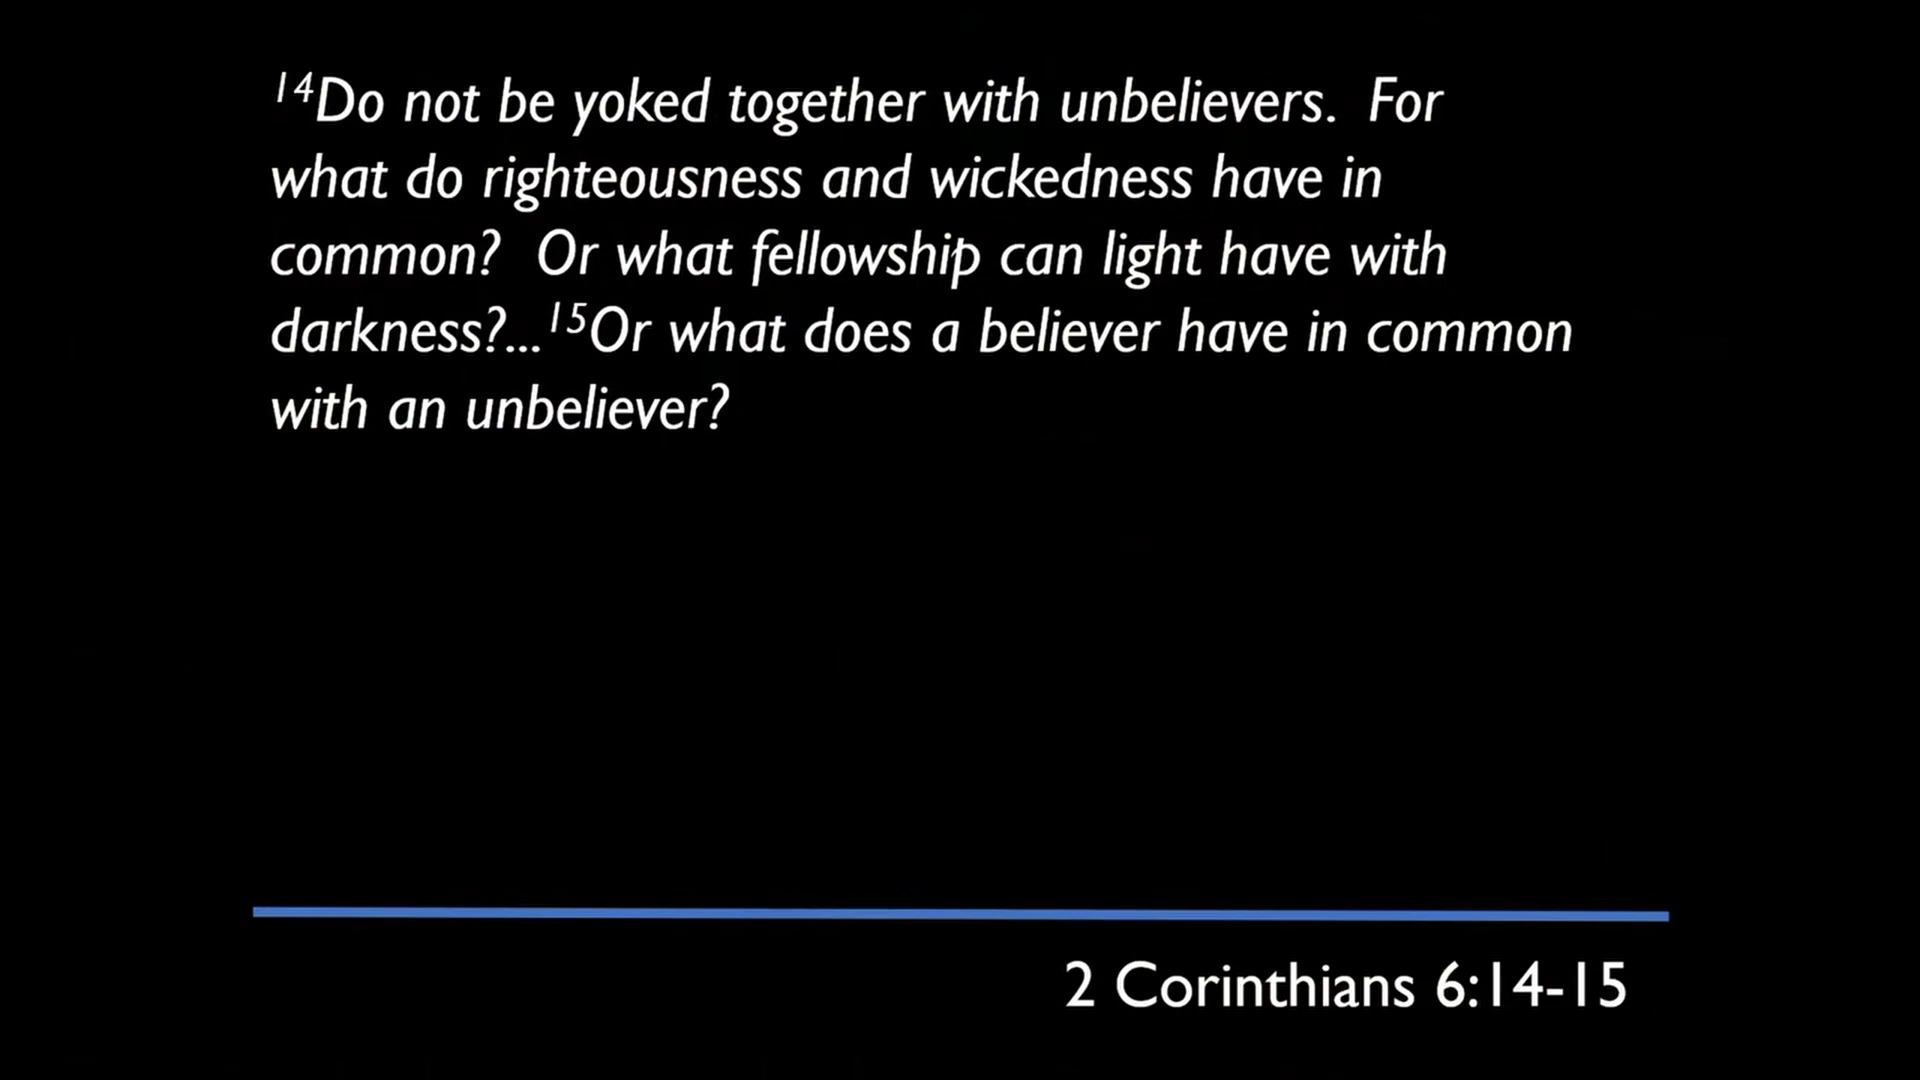 ¹⁴Do not be yoked together with unbelievers. For
what do righteousness and wickedness have in
common? Or what fellowship can light have with
darkness?...¹⁵Or what does a believer have in common
with an unbeliever?
2 Corinthians 6:14-15